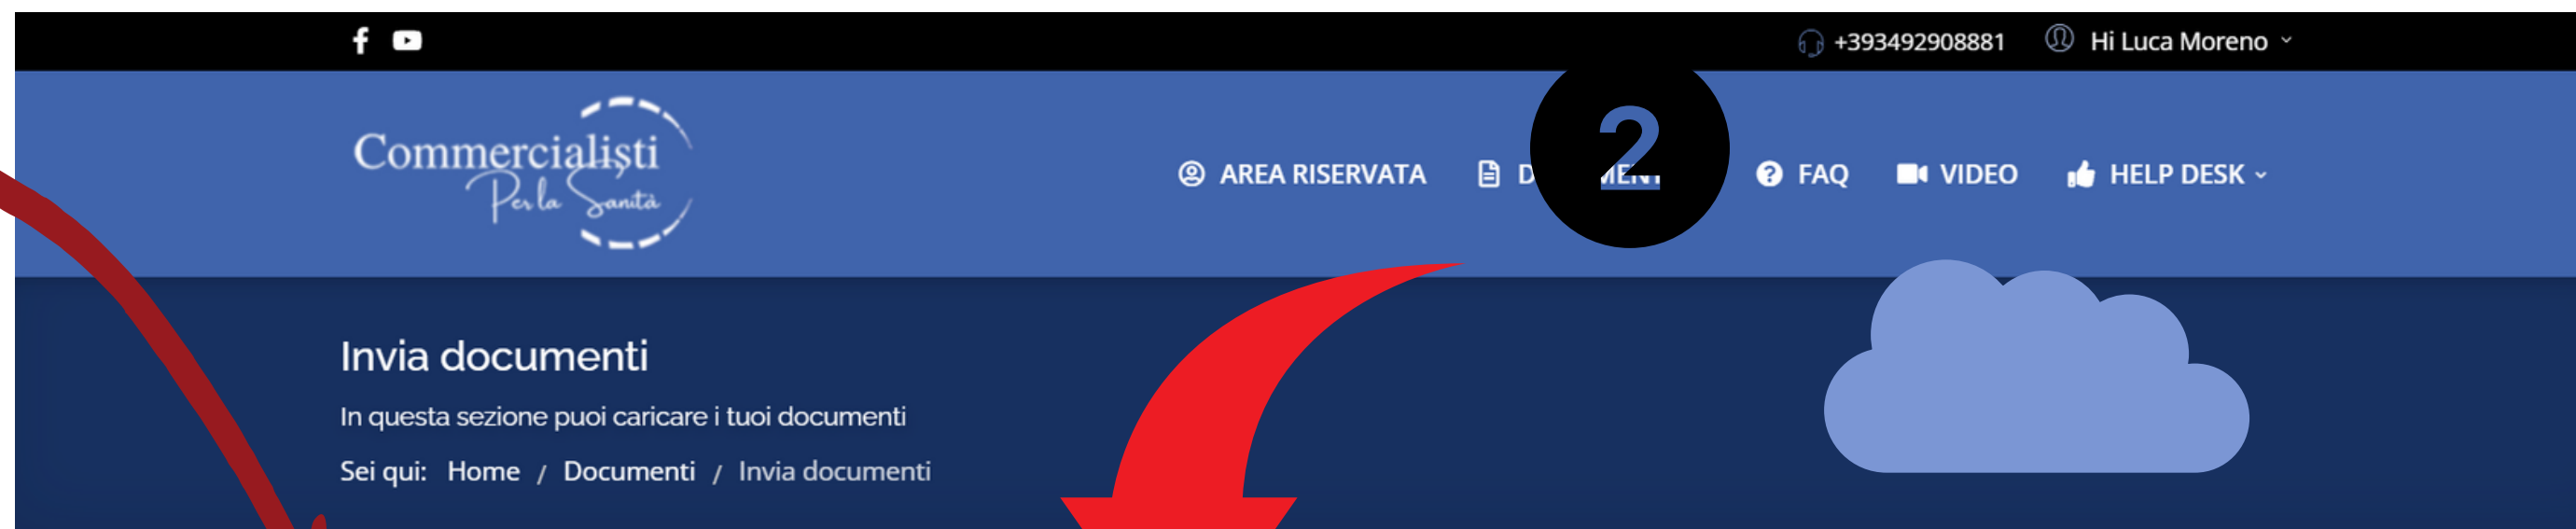 +393492908881 Hi Luca Moreno
Commercialisti
Per la Sanità
AREA RISERVATA FAQ VIDEO HELP DESK
2
Invia documenti
In questa sezione puoi caricare i tuoi documenti
Sei qui: Home / Documenti / Invia documenti